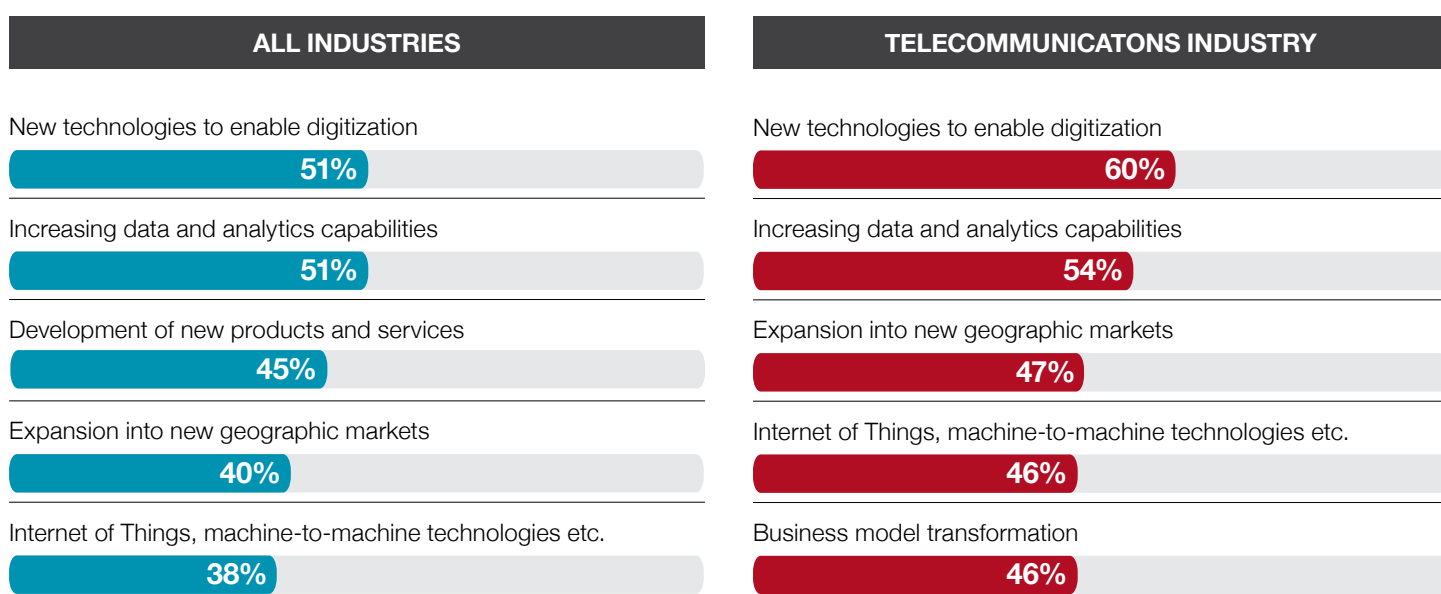 ALL INDUSTRIES
New technologies to enable digitization
51%
Increasing data and analytics capabilities
51%
Development of new products and services
45%
Expansion into new geographic markets
40%
Internet of Things, machine-to-machine technologies etc.
38%
TELECOMMUNICATONS INDUSTRY
New technologies to enable digitization
60%
Increasing data and analytics capabilities
54%
Expansion into new geographic markets
47%
Internet of Things, machine-to-machine technologies etc.
46%
Business model transformation
46%